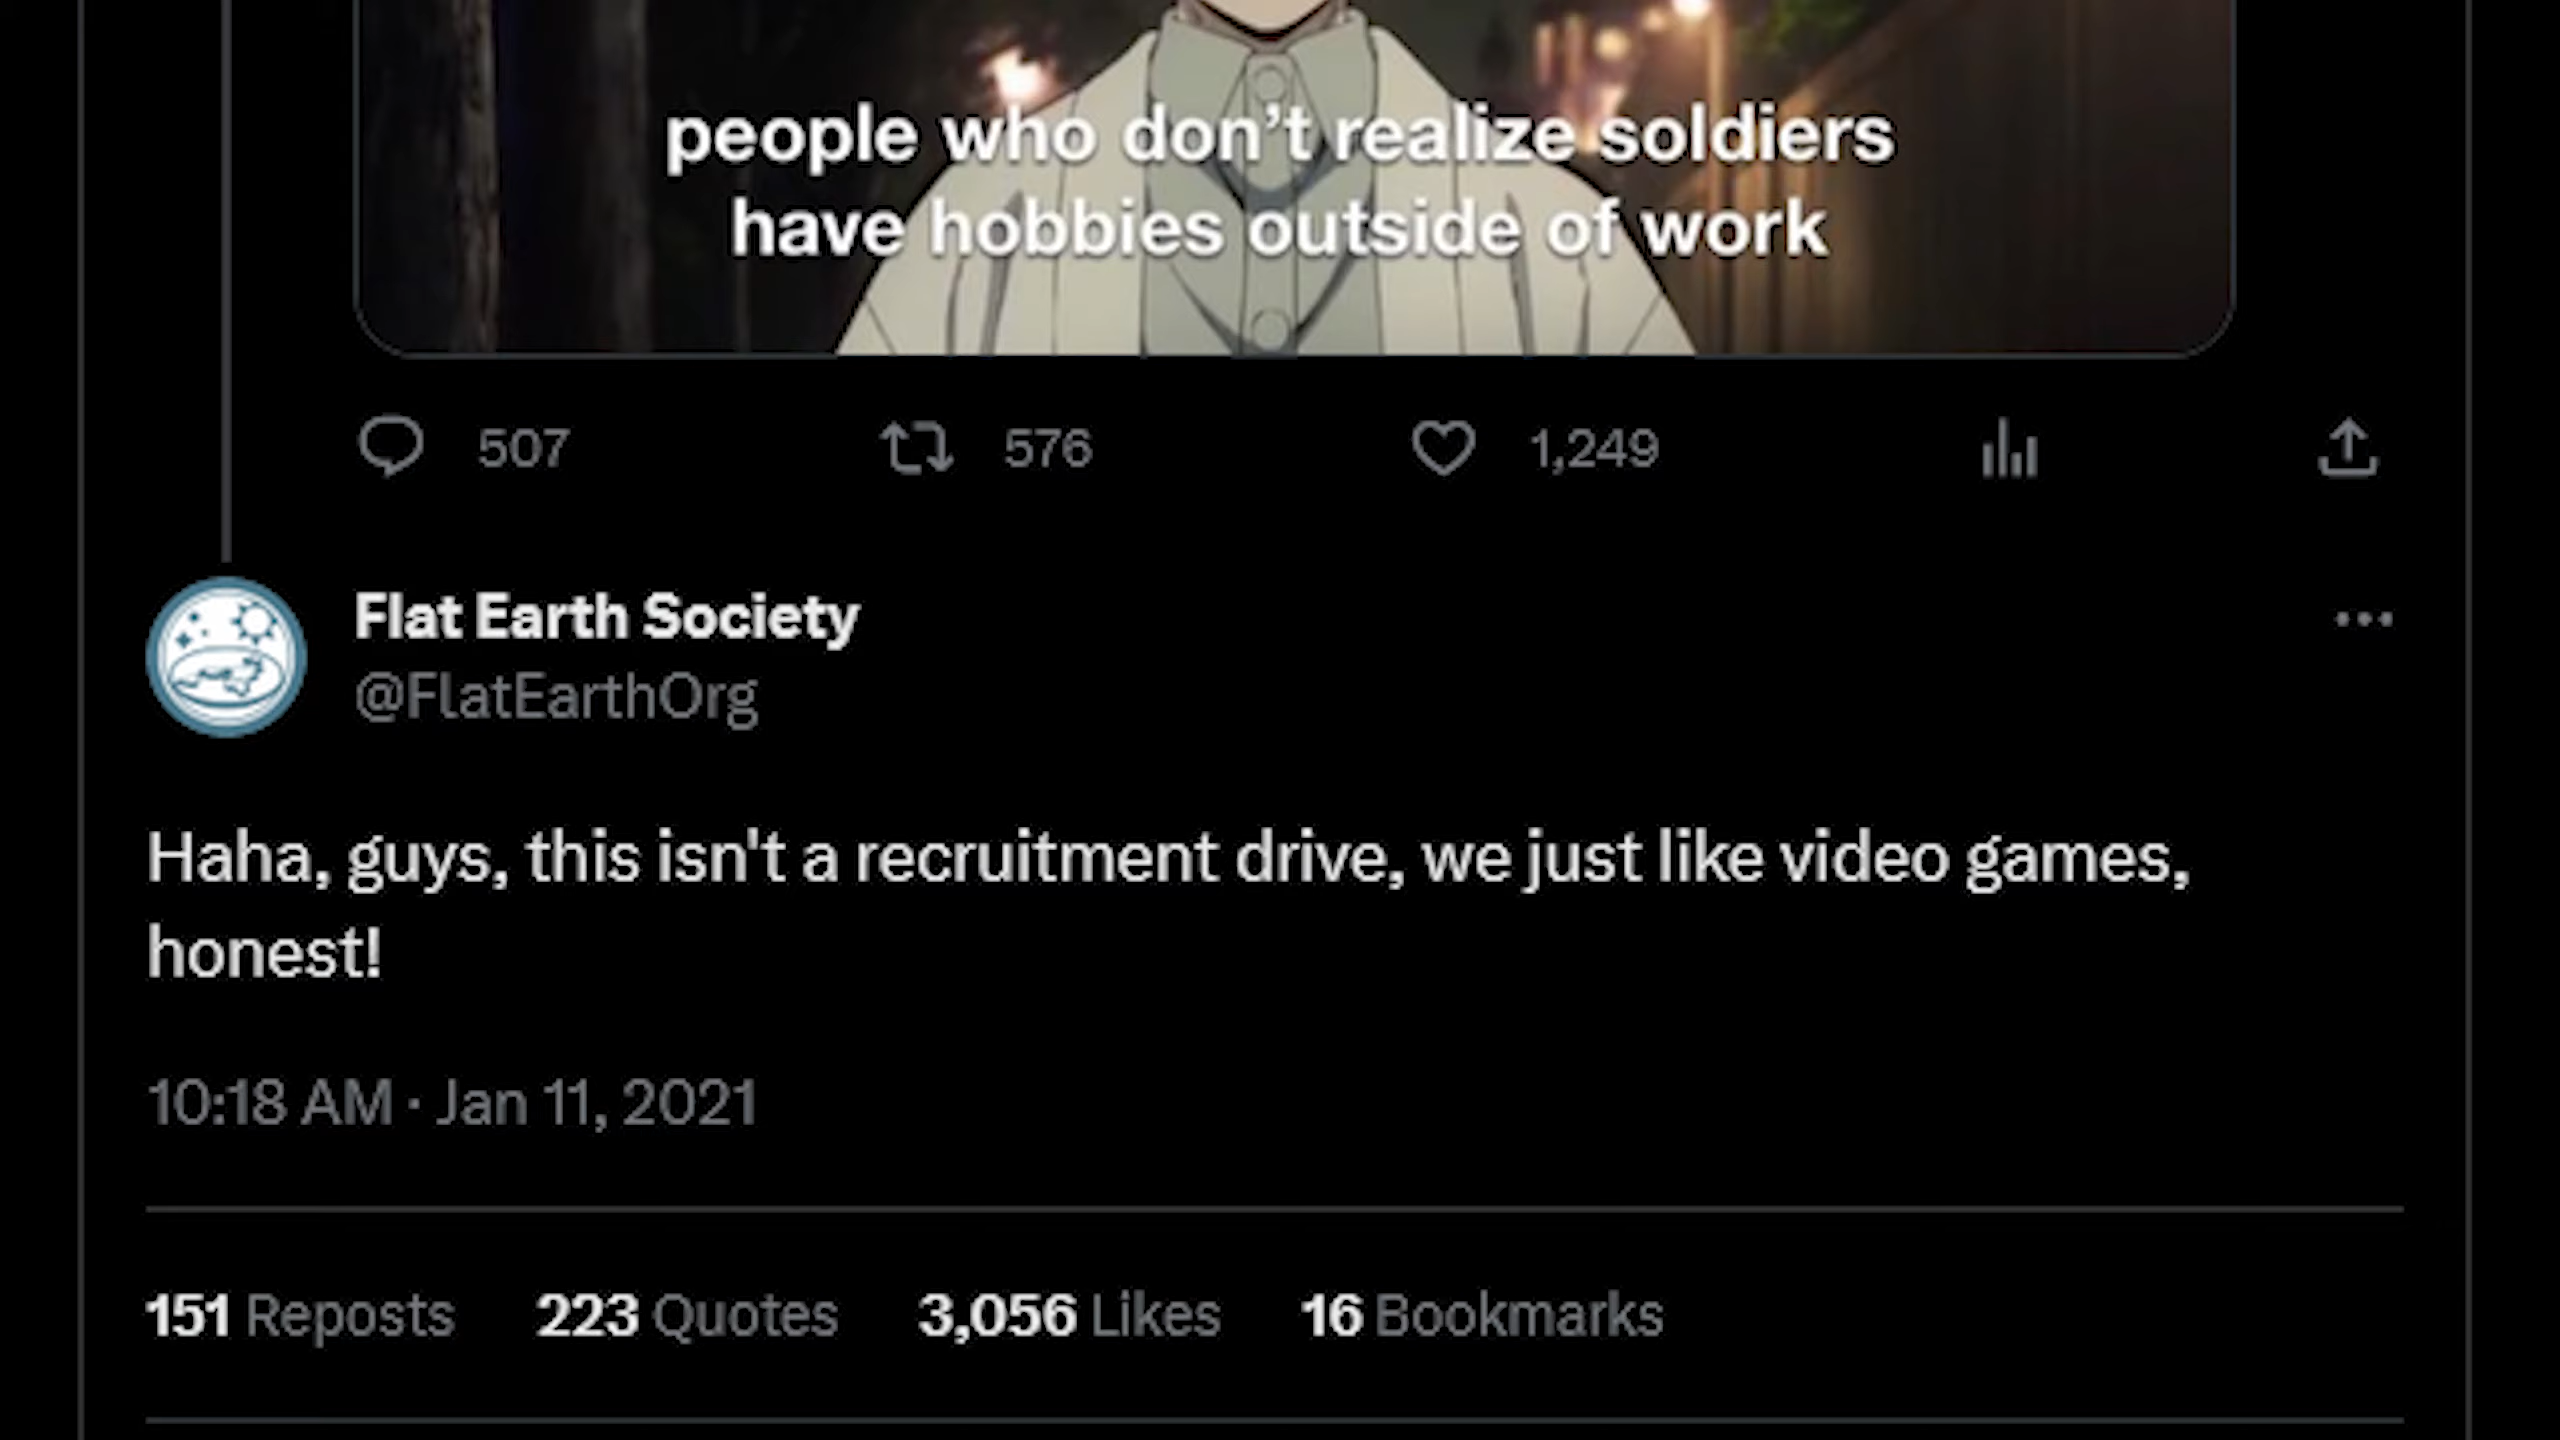 people who don’t realize soldiers
have hobbies outside of work
507 576 1,249
Flat Earth Society
@FlatEarthOrg
Haha, guys, this isn't a recruitment drive, we just like video games,
honest!
10:18 AM · Jan 11, 2021
151 Reposts 223 Quotes 3,056 Likes 16 Bookmarks